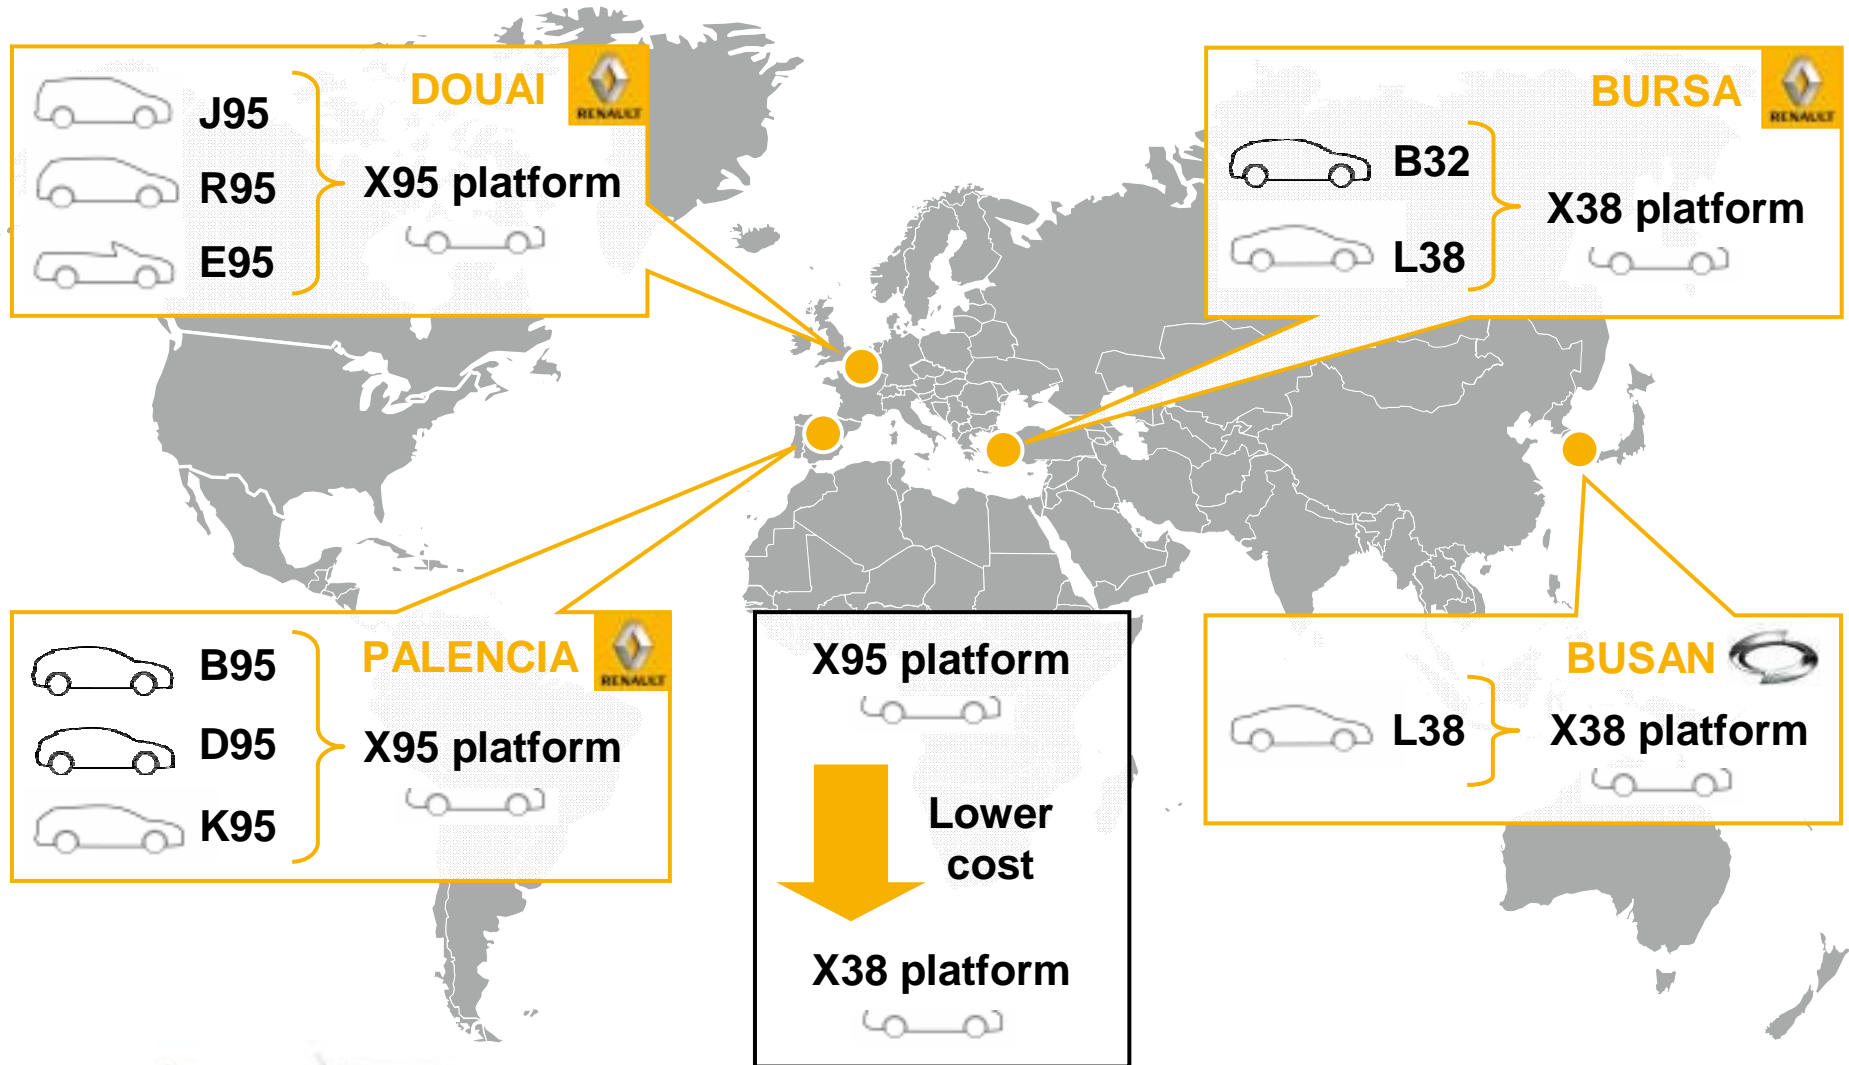 DOUAI
RENAULT
J95
R95
E95
X95 platform
BURSA
RENAULT
B32
L38
X38 platform
PALENCIA
RENAULT
B95
D95
K95
X95 platform
X95 platform
Lower
cost
X38 platform
BUSAN
L38
X38 platform